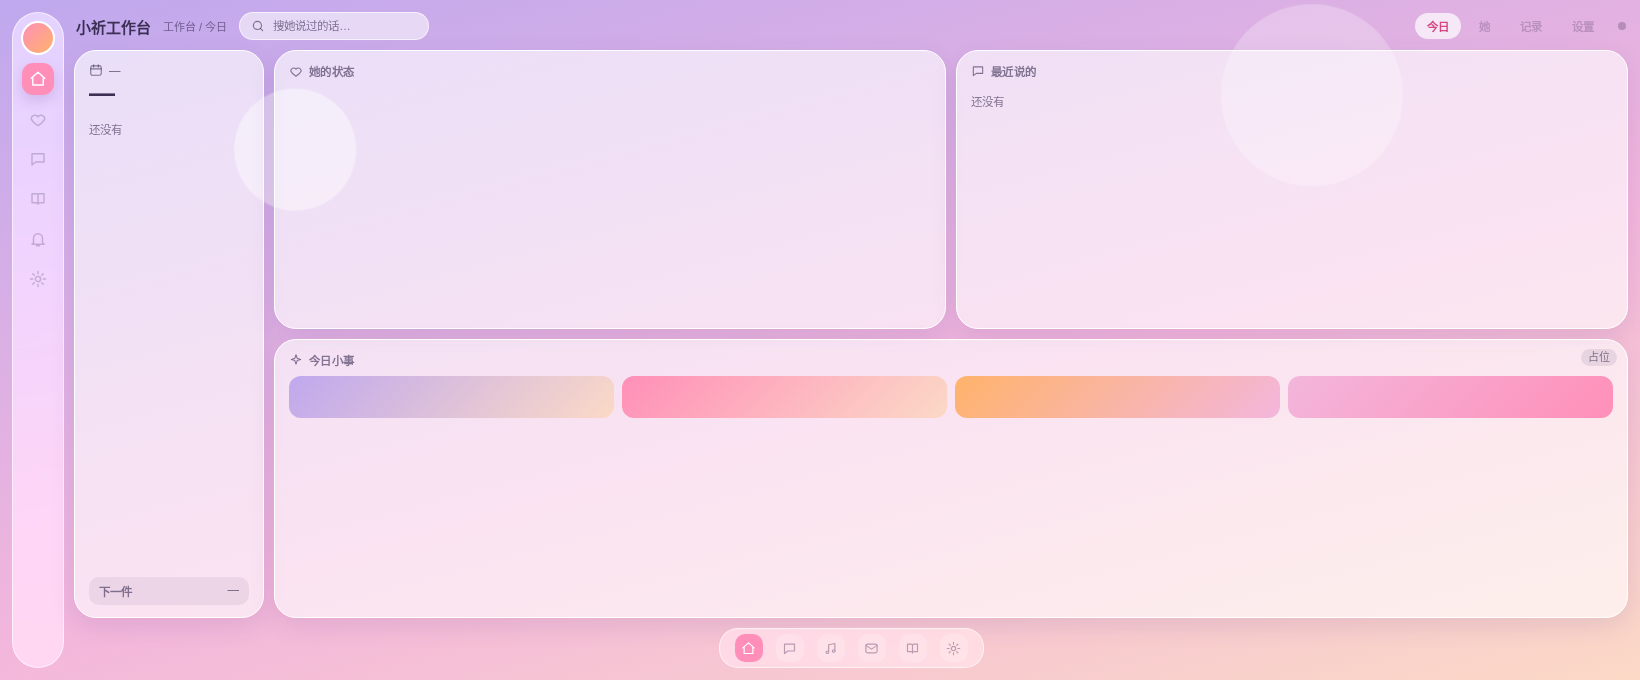 小祈工作台
工作台 / 今日
搜她说过的话…
今日
她
记录
设置
—
—
还没有
下一件
—
她的状态
最近说的
还没有
今日小事
占位